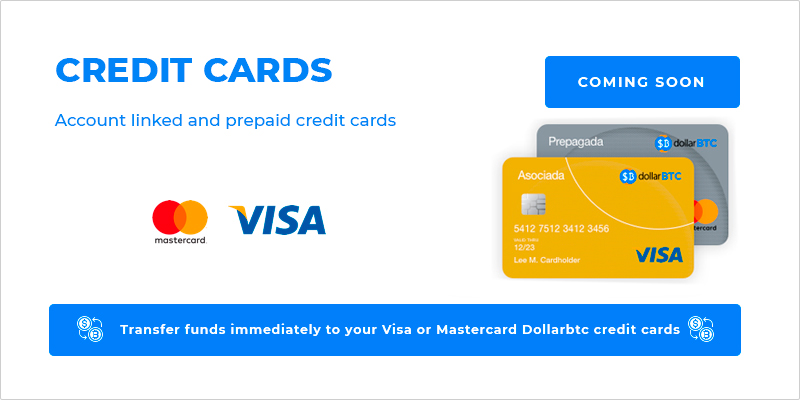 CREDIT CARDS
COMING SOON
Account linked and prepaid credit cards
Prepagada
dollarBTC
Asociada
dollarBTC
mastercard.
VISA
mastercard
5412 7512 3412 3456
12/23
Lee M. Cardholder
VISA
Transfer funds immediately to your Visa or Mastercard Dollarbtc credit cards